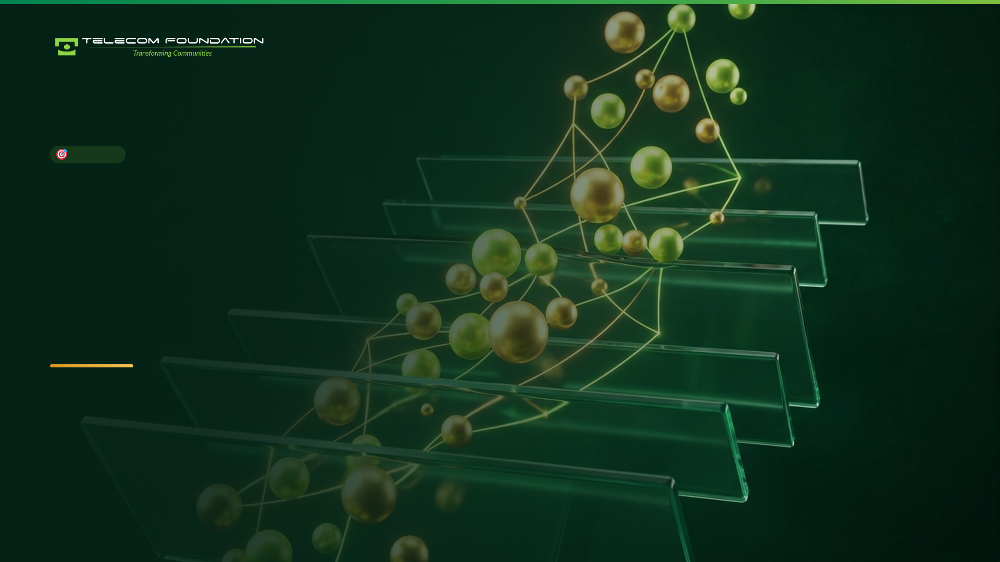 TELECOM FOUNDATION
Transforming Communities